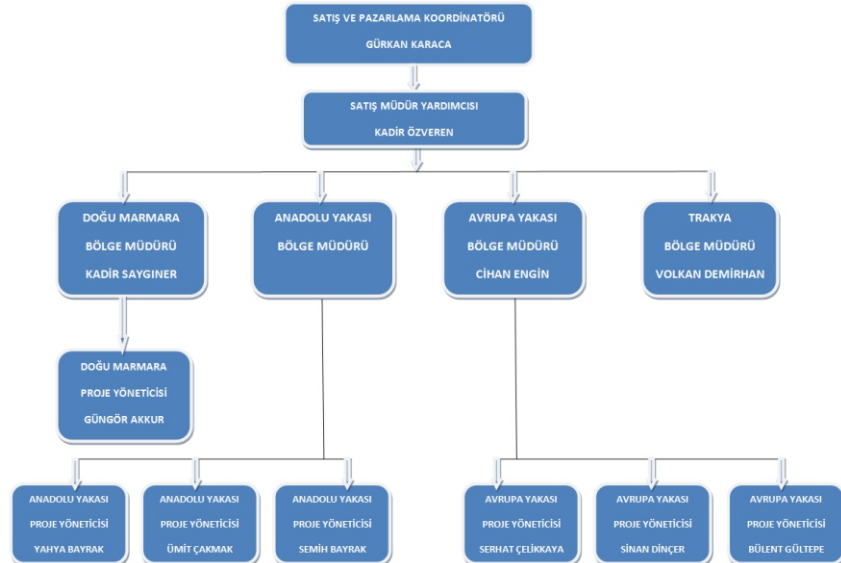 SATIŞ VE PAZARLAMA KOORDİNATÖRÜ
GÜRKAN KARACA
SATIŞ MÜDÜR YARDIMCISI
KADİR ÖZVEREN
DOĞU MARMARA
BÖLGE MÜDÜRÜ
KADİR SAYGINER
ANADOLU YAKASI
BÖLGE MÜDÜRÜ
AVRUPA YAKASI
BÖLGE MÜDÜRÜ
CİHAN ENGİN
TRAKYA
BÖLGE MÜDÜRÜ
VOLKAN DEMİRHAN
DOĞU MARMARA
PROJE YÖNETİCİSİ
GÜNGÖR AKKUR
ANADOLU YAKASI
PROJE YÖNETİCİSİ
YAHYA BAYRAK
ANADOLU YAKASI
PROJE YÖNETİCİSİ
ÜMİT ÇAKMAK
ANADOLU YAKASI
PROJE YÖNETİCİSİ
SEMİH BAYRAK
AVRUPA YAKASI
PROJE YÖNETİCİSİ
SERHAT ÇELİKKAYA
AVRUPA YAKASI
PROJE YÖNETİCİSİ
SİNAN DİNÇER
AVRUPA YAKASI
PROJE YÖNETİCİSİ
BÜLENT GÜLTEPE